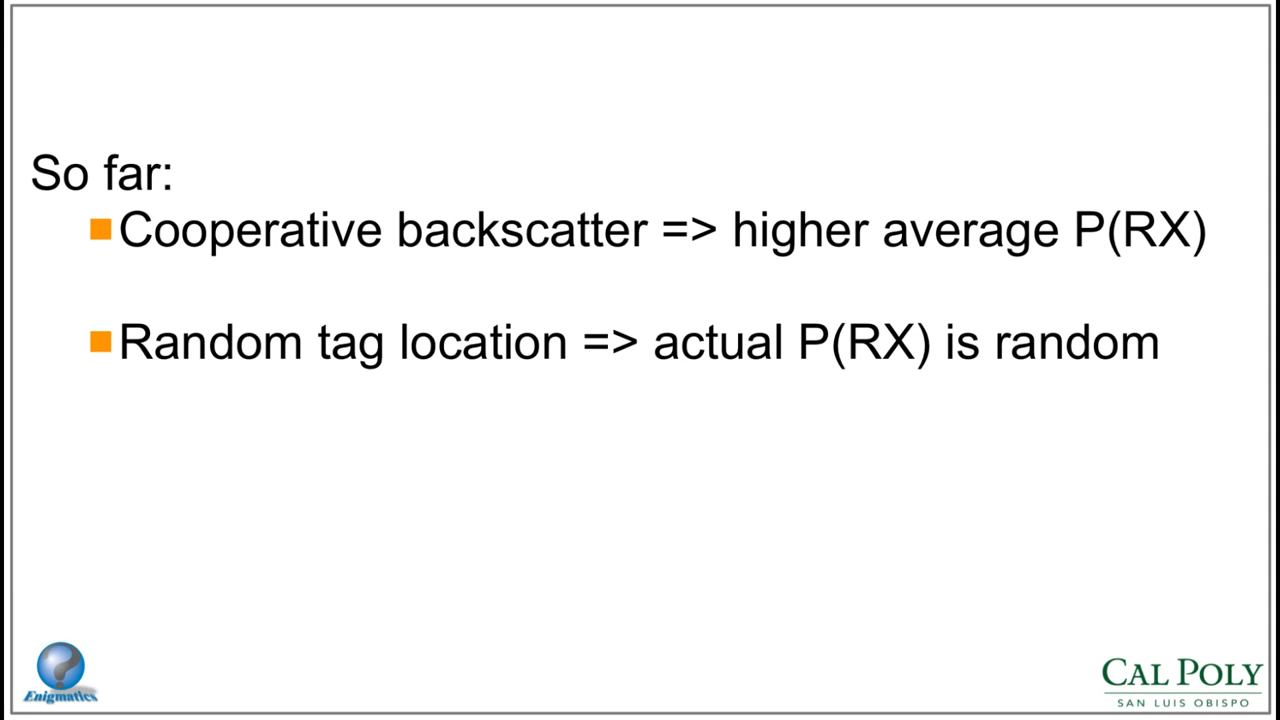 So far:
Cooperative backscatter => higher average P(RX)
Random tag location => actual P(RX) is random
Enigmatics
CAL POLY
SAN LUIS OBISPO